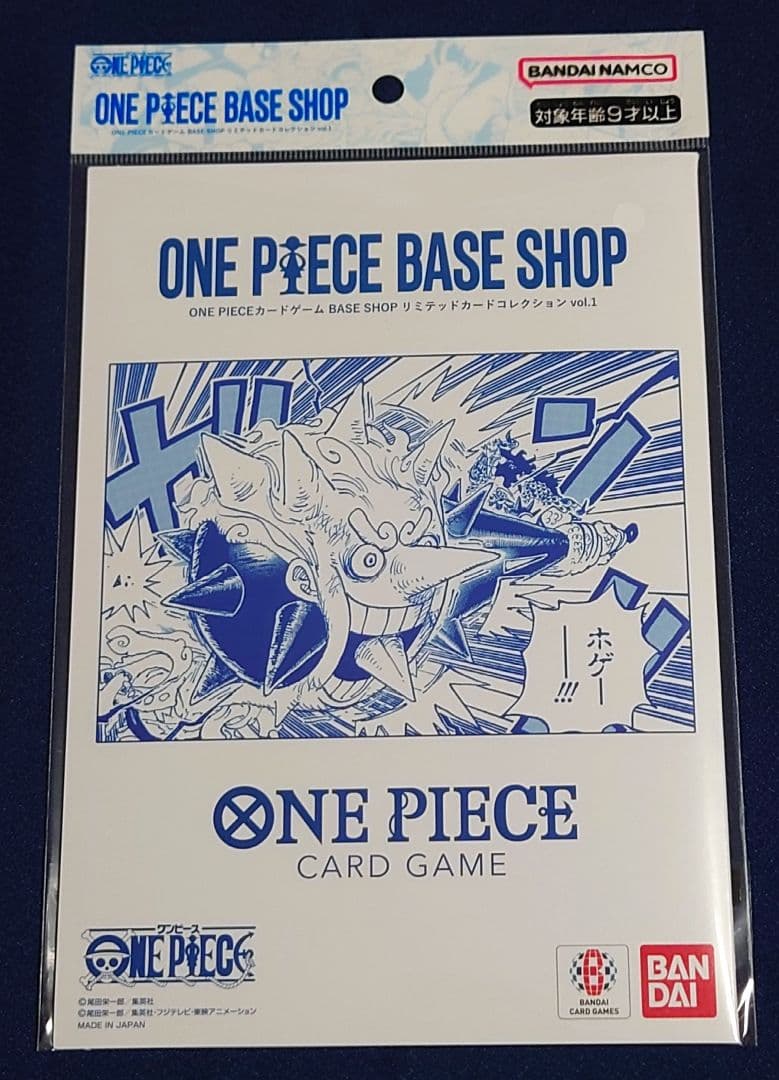 ONE PIECE
BANDAI NAMCO
ONE PIECE BASE SHOP
ONE PIECEカードゲーム BASE SHOP リミテッドカードコレクション vol.1
対象年齢9才以上
ONE PIECE BASE SHOP
ONE PIECEカードゲーム BASE SHOP リミテッドカードコレクション vol.1
ホゲー
ーー!!!
ONE PIECE
CARD GAME
ワンピース
ONE PIECE
©尾田栄一郎／集英社
©尾田栄一郎／集英社・フジテレビ・東映アニメーション
MADE IN JAPAN
B
BANDAI
CARD GAMES
BAN
DAI